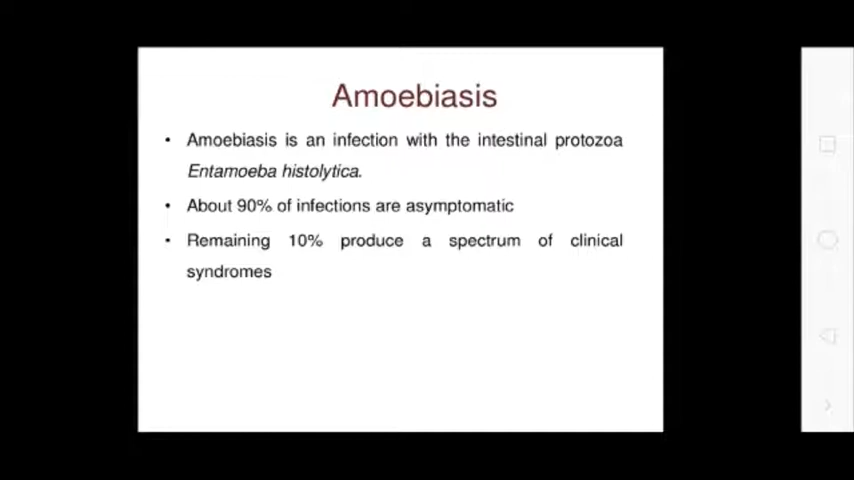 Amoebiasis
• Amoebiasis is an infection with the intestinal protozoa
Entamoeba histolytica.
• About 90% of infections are asymptomatic
• Remaining 10% produce a spectrum of clinical
syndromes